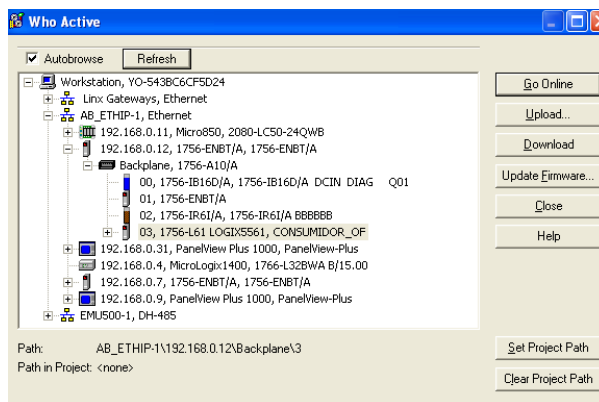 Who Active
Autobrowse Refresh
Workstation, YO-543BC6CF5D24
Linx Gateways, Ethernet
AB_ETHIP-1, Ethernet
192.168.0.11, Micro850, 2080-LC50-24QWB
192.168.0.12, 1756-ENBT/A, 1756-ENBT/A
Backplane, 1756-A10/A
00, 1756-IB16D/A, 1756-IB16D/A DCIN DIAG Q01
01, 1756-ENBT/A
02, 1756-IR6I/A, 1756-IR6I/A BBBBBB
03, 1756-L61 LOGIX5561, CONSUMIDOR_OF
192.168.0.31, PanelView Plus 1000, PanelView-Plus
192.168.0.4, MicroLogix1400, 1766-L32BWA B/15.00
192.168.0.7, 1756-ENBT/A, 1756-ENBT/A
192.168.0.9, PanelView Plus 1000, PanelView-Plus
EMU500-1, DH-485
Go Online
Upload...
Download
Update Firmware...
Close
Help
Path: AB_ETHIP-1\192.168.0.12\Backplane\3
Path in Project: <none>
Set Project Path
Clear Project Path